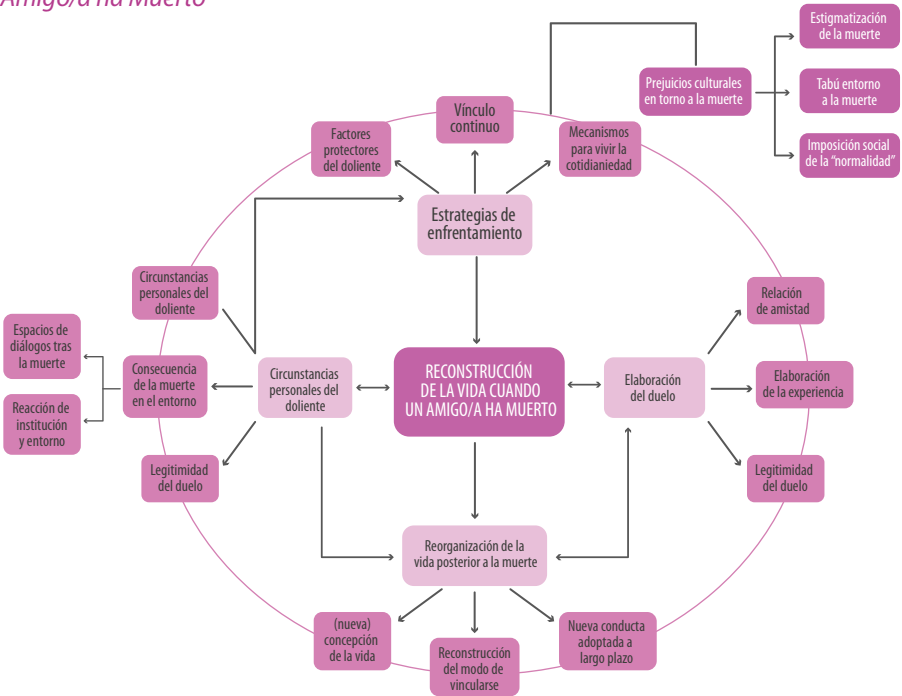 Amigo/a ha Muerto
Estigmatización
de la muerte
Prejuicios culturales
en torno a la muerte
Tabú entorno
a la muerte
Imposición social
de la “normalidad”
Vínculo
continuo
Factores
protectores
del doliente
Mecanismos
para vivir la
cotidianiedad
Estrategias de
enfrentamiento
Circunstancias
personales del
doliente
Relación
de amistad
Espacios de
diálogos tras
la muerte
Consecuencia
de la muerte
en el entorno
Circunstancias
personales del
doliente
RECONSTRUCCIÓN
DE LA VIDA CUANDO
UN AMIGO/A HA MUERTO
Elaboración
del duelo
Elaboración
de la experiencia
Reacción de
institución
y entorno
Legitimidad
del duelo
Legitimidad
del duelo
Reorganización de la
vida posterior a la muerte
(nueva)
concepción
de la vida
Reconstrucción
del modo de
vincularse
Nueva conducta
adoptada a
largo plazo